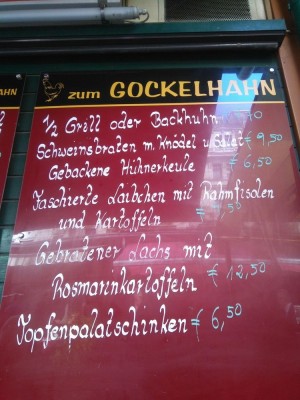 AHN
zum GOCKELHAHN
1/2 Grill oder Backhuhn
Schweinsbraten m. Knödel u. Salat € 9,50
Gebackene Hühnerkeule € 6,50
Faschierte Laibchen mit Rahmfisolen
und Kartoffeln
Gebratener Lachs mit
Rosmarinkartoffeln € 12,50
Topfenpalatschinken € 6,50